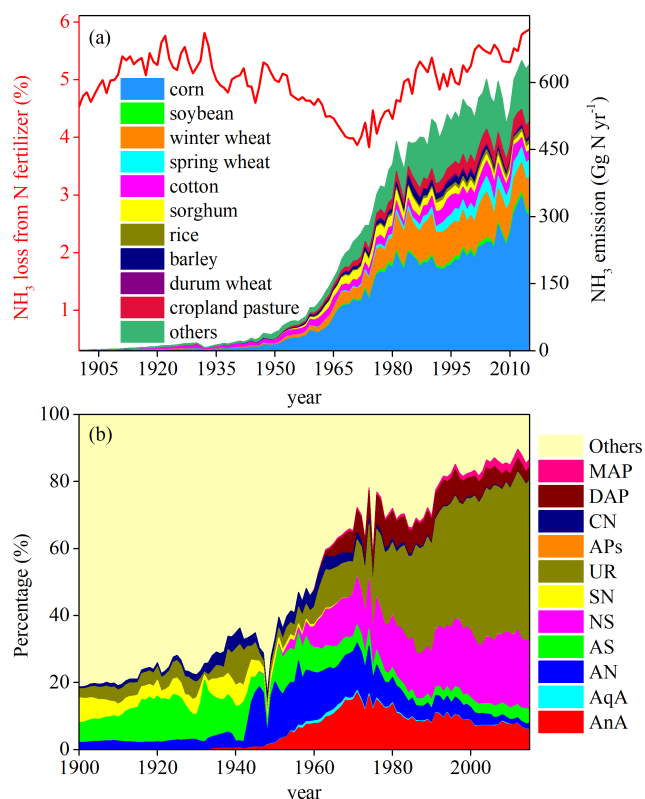 (a)
NH3 loss from N fertilizer (%)
6
5
4
3
2
1
corn
soybean
winter wheat
spring wheat
cotton
sorghum
rice
barley
durum wheat
cropland pasture
others
NH3 emission (Gg N yr-1)
600
450
300
150
0
1905 1920 1935 1950 1965 1980 1995 2010
year
(b)
Percentage (%)
100
80
60
40
20
0
1900 1920 1940 1960 1980 2000
year
Others
MAP
DAP
CN
APs
UR
SN
NS
AS
AN
AqA
AnA